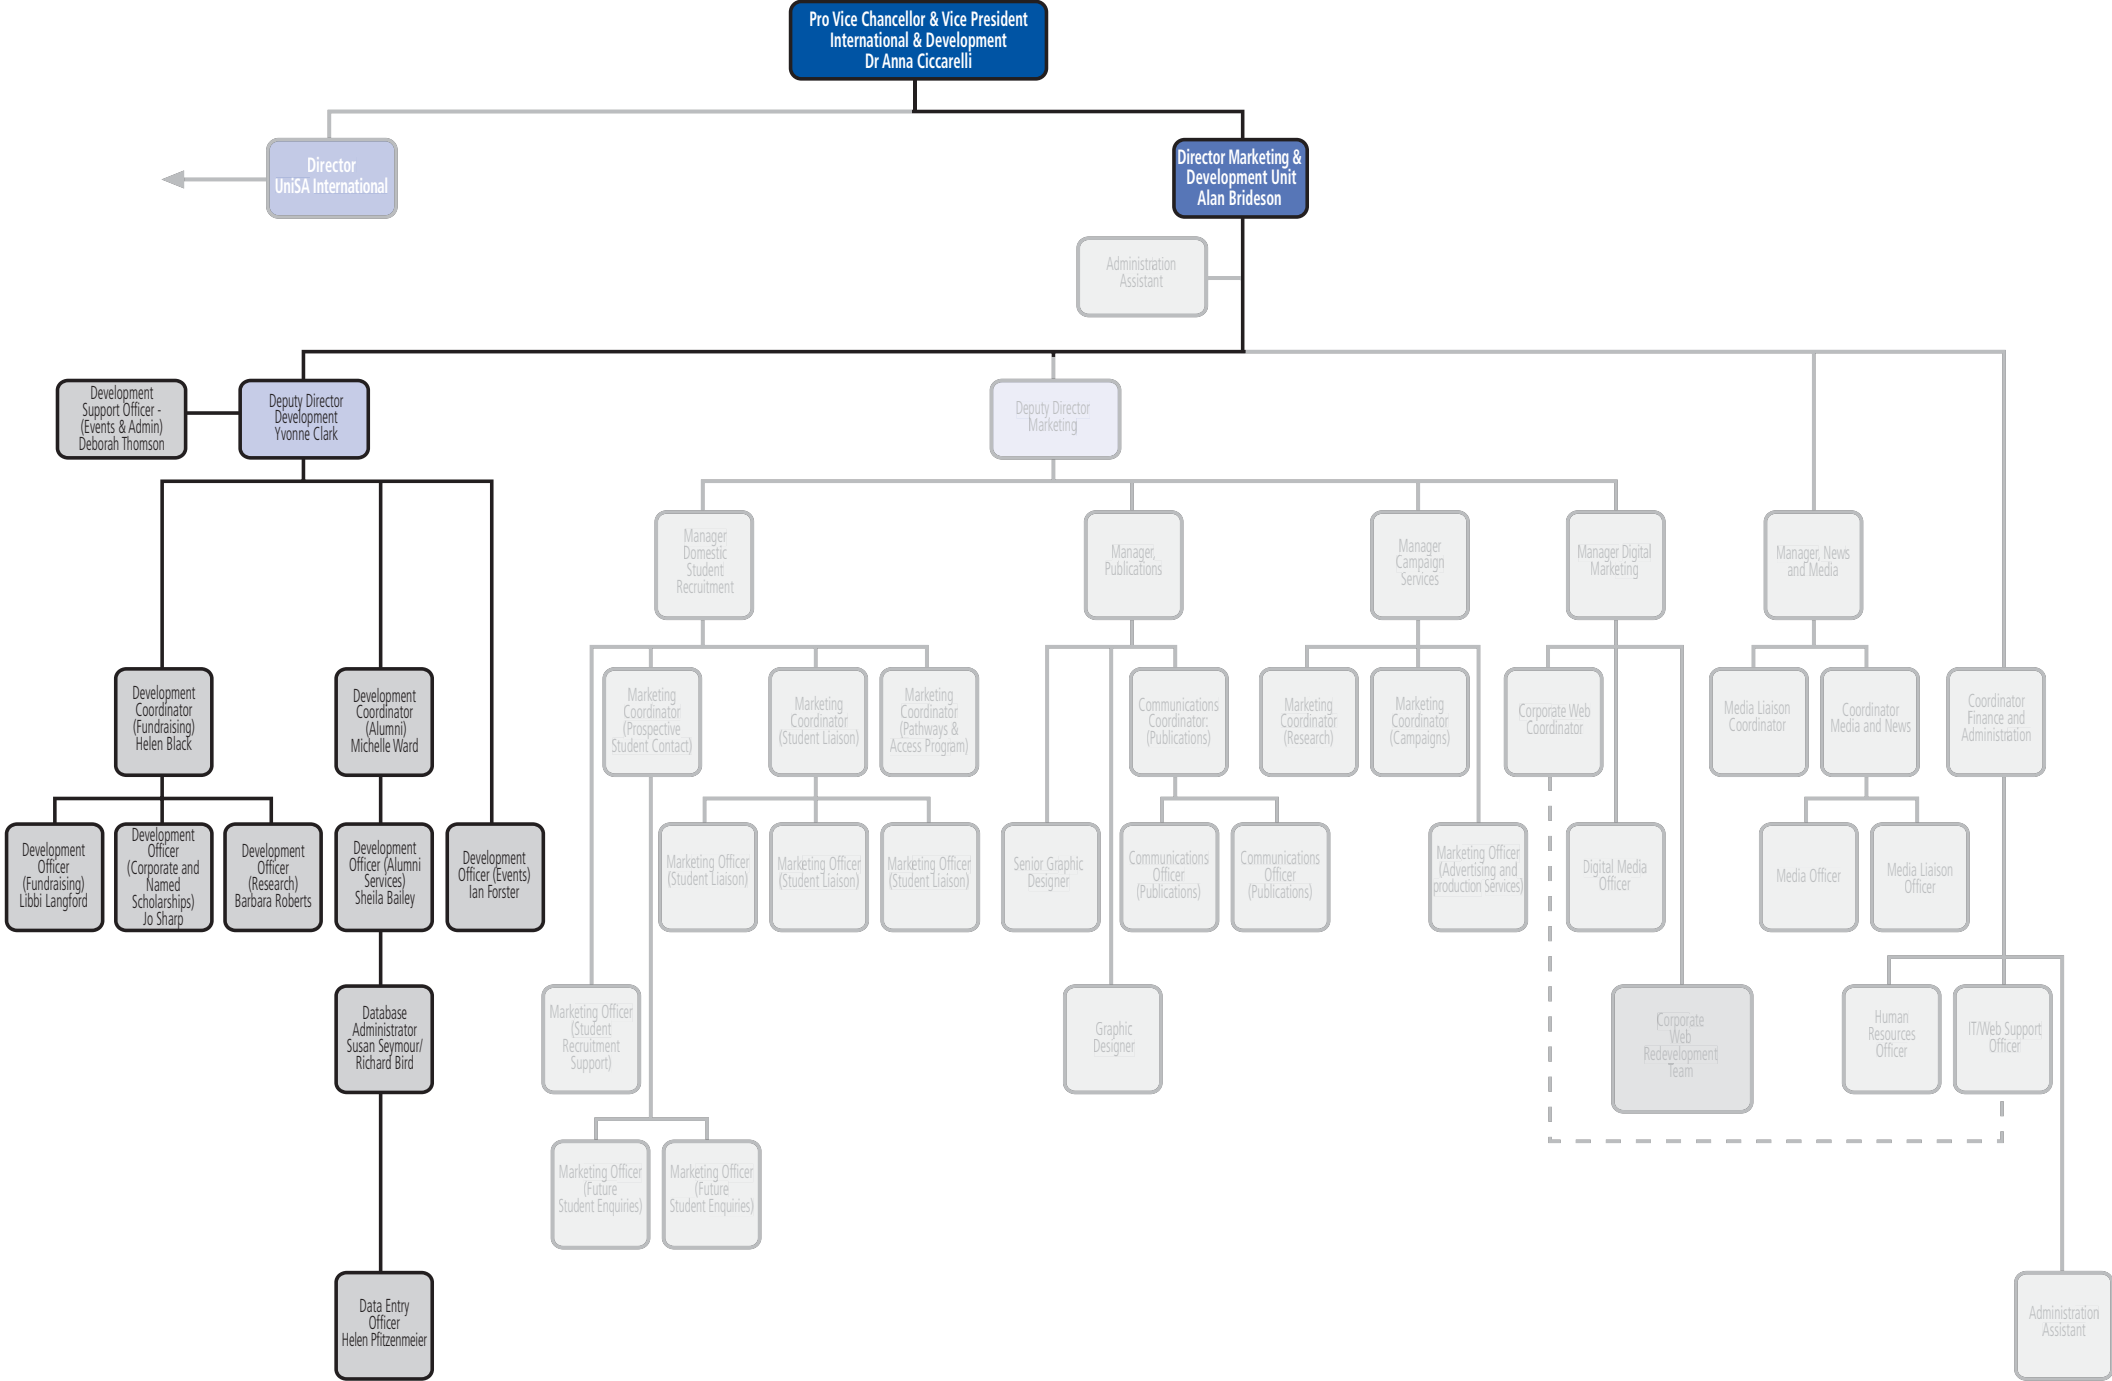 Pro Vice Chancellor & Vice President
International & Development
Dr Anna Ciccarelli
Director
UniSA International
Director Marketing &
Development Unit
Alan Brideson
Administration
Assistant
Development
Support Officer -
(Events & Admin)
Deborah Thomson
Deputy Director
Development
Yvonne Clark
Deputy Director
Marketing
Manager
Domestic
Student
Recruitment
Manager,
Publications
Manager
Campaign
Services
Manager Digital
Marketing
Manager, News
and Media
Development
Coordinator
(Fundraising)
Helen Black
Development
Coordinator
(Alumni)
Michelle Ward
Marketing
Coordinator
(Prospective
Student Contact)
Marketing
Coordinator
(Student Liaison)
Marketing
Coordinator
(Pathways &
Access Program)
Communications
Coordinator:
(Publications)
Marketing
Coordinator
(Research)
Marketing
Coordinator
(Campaigns)
Corporate Web
Coordinator
Media Liaison
Coordinator
Coordinator
Media and News
Coordinator
Finance and
Administration
Development
Officer
(Fundraising)
Libbi Langford
Development
Officer
(Corporate and
Named
Scholarships)
Jo Sharp
Development
Officer
(Research)
Barbara Roberts
Development
Officer (Alumni
Services)
Sheila Bailey
Development
Officer (Events)
Ian Forster
Marketing Officer
(Student Liaison)
Marketing Officer
(Student Liaison)
Marketing Officer
(Student Liaison)
Senior Graphic
Designer
Communications
Officer
(Publications)
Communications
Officer
(Publications)
Marketing Officer
(Advertising and
production Services)
Digital Media
Officer
Media Officer
Media Liaison
Officer
Database
Administrator
Susan Seymour/
Richard Bird
Marketing Officer
(Student
Recruitment
Support)
Graphic
Designer
Corporate
Web
Redevelopment
Team
Human
Resources
Officer
IT/Web Support
Officer
Marketing Officer
(Future
Student Enquiries)
Marketing Officer
(Future
Student Enquiries)
Data Entry
Officer
Helen Pfitzenmeier
Administration
Assistant